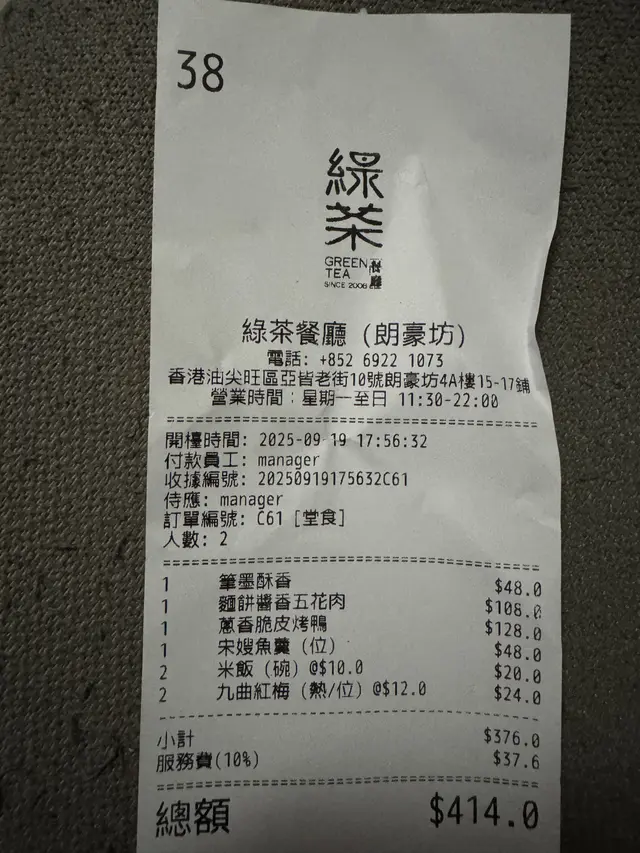 38
綠
茶
GREEN
TEA
餐廳
SINCE 2008
綠茶餐廳 (朗豪坊)
電話: +852 6922 1073
香港油尖旺區亞皆老街10號朗豪坊4A樓15-17鋪
營業時間：星期一至日 11:30-22:00
開檯時間: 2025-09-19 17:56:32
付款員工: manager
收據編號: 20250919175632C61
侍應: manager
訂單編號: C61 [堂食]
人數: 2
1 筆墨酥香 $48.0
1 麵餅醬香五花肉 $108.0
1 蔥香脆皮烤鴨 $128.0
1 宋嫂魚羹 (位) $48.0
2 米飯 (碗) @$10.0 $20.0
2 九曲紅梅 (熱/位) @$12.0 $24.0
小計 $376.0
服務費(10%) $37.6
總額 $414.0